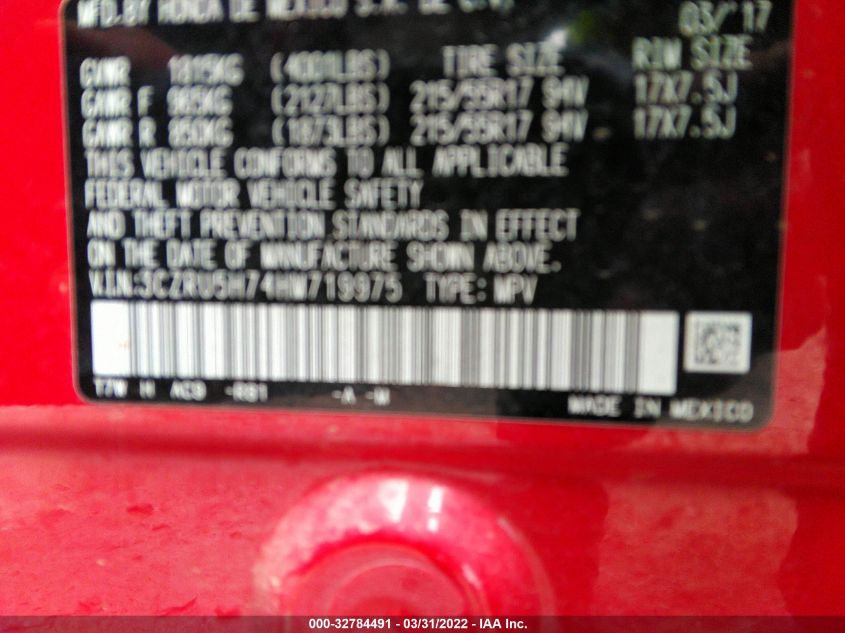 MFD.BY HONDA DE MEXICO S.A. DE C.V. 03/'17
GVWR 1815KG (4001LBS) TIRE SIZE RIM SIZE
GAWR F 965KG (2127LBS) 215/55R17 94V 17X7.5J
GAWR R 850KG (1873LBS) 215/55R17 94V 17X7.5J
THIS VEHICLE CONFORMS TO ALL APPLICABLE
FEDERAL MOTOR VEHICLE SAFETY
AND THEFT PREVENTION STANDARDS IN EFFECT
ON THE DATE OF MANUFACTURE SHOWN ABOVE.
V.I.N:3CZRU5H74HM719975 TYPE: MPV
T7W H AC9 -R81 -A -W
MADE IN MEXICO
000-32784491 - 03/31/2022 - IAA Inc.